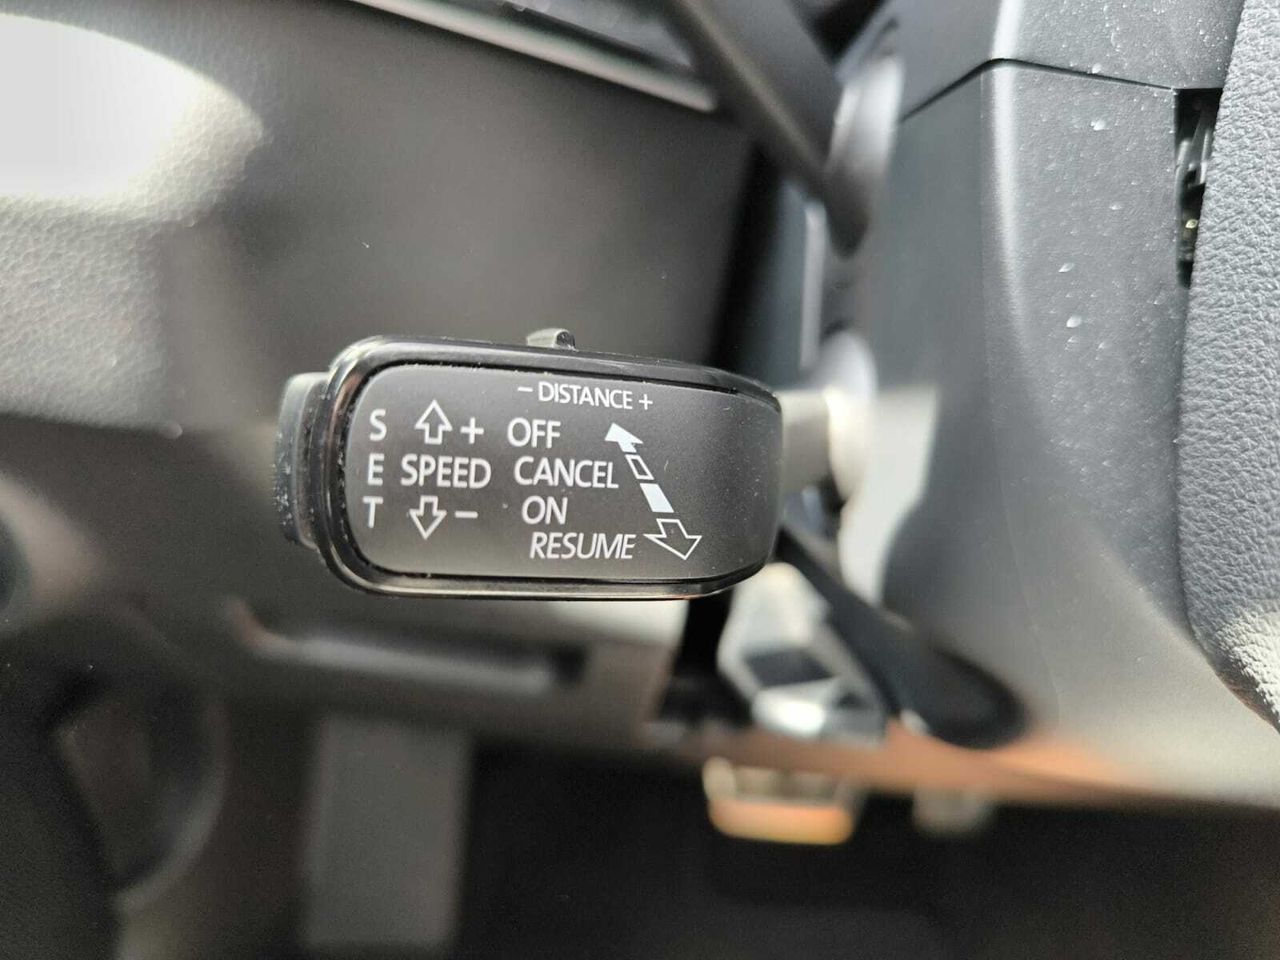 − DISTANCE +
S + OFF
E SPEED CANCEL
T − ON
RESUME